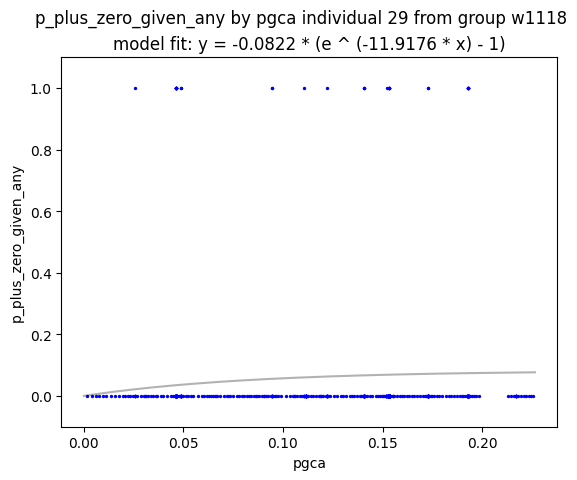 p_plus_zero_given_any by pgca individual 29 from group w1118
model fit: y = -0.0822 * (e ^ (-11.9176 * x) - 1)
1.0
0.8
0.6
0.4
0.2
0.0
p_plus_zero_given_any
0.00 0.05 0.10 0.15 0.20
pgca